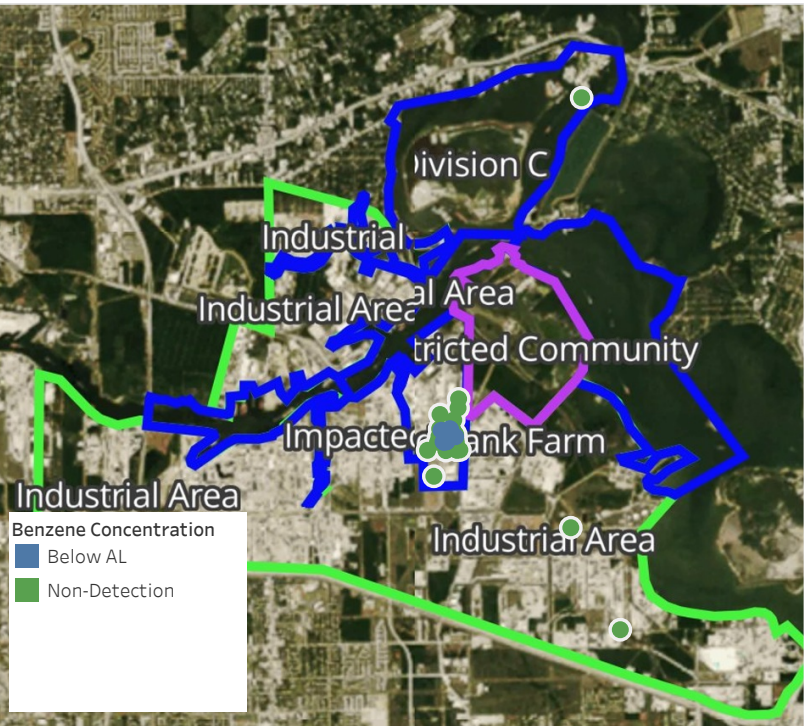 Division C
Industrial
Industrial Area
al Area
tricted Community
Impacted
ank Farm
Industrial Area
Industrial Area
Benzene Concentration
Below AL
Non-Detection